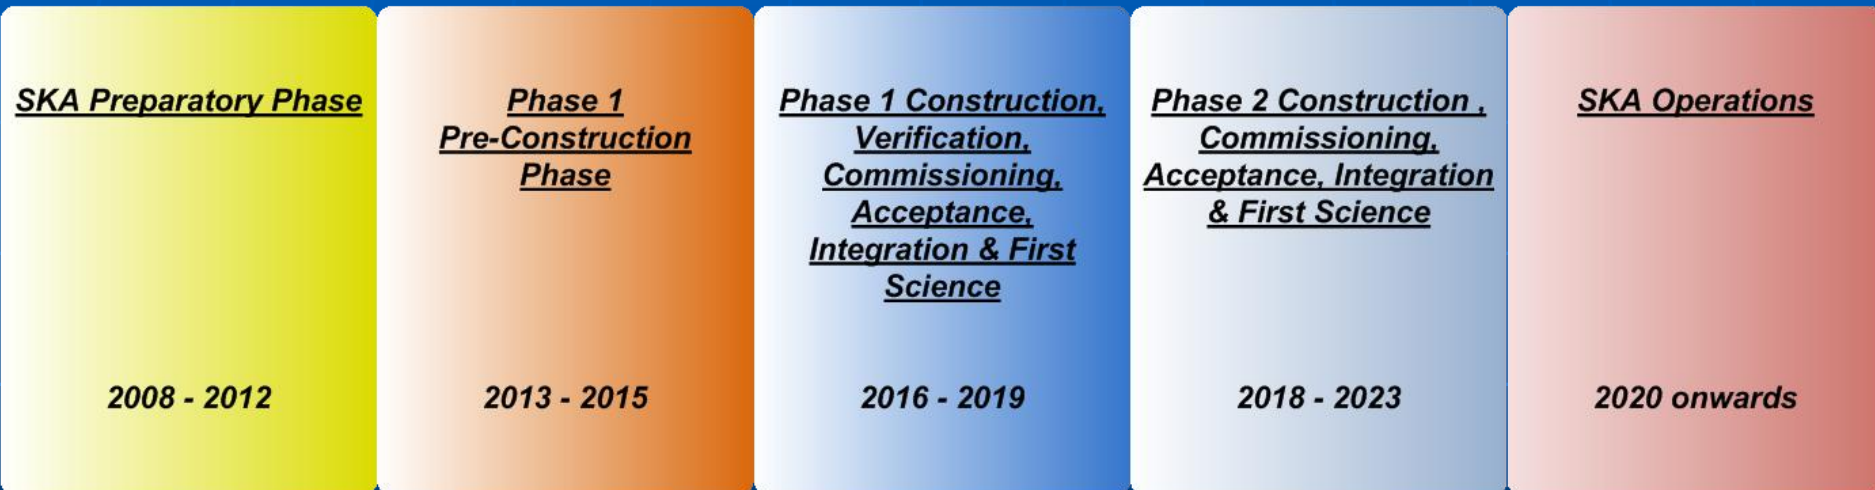 SKA Preparatory Phase
2008 - 2012
Phase 1
Pre-Construction
Phase
2013 - 2015
Phase 1 Construction,
Verification,
Commissioning,
Acceptance,
Integration & First
Science
2016 - 2019
Phase 2 Construction ,
Commissioning,
Acceptance, Integration
& First Science
2018 - 2023
SKA Operations
2020 onwards